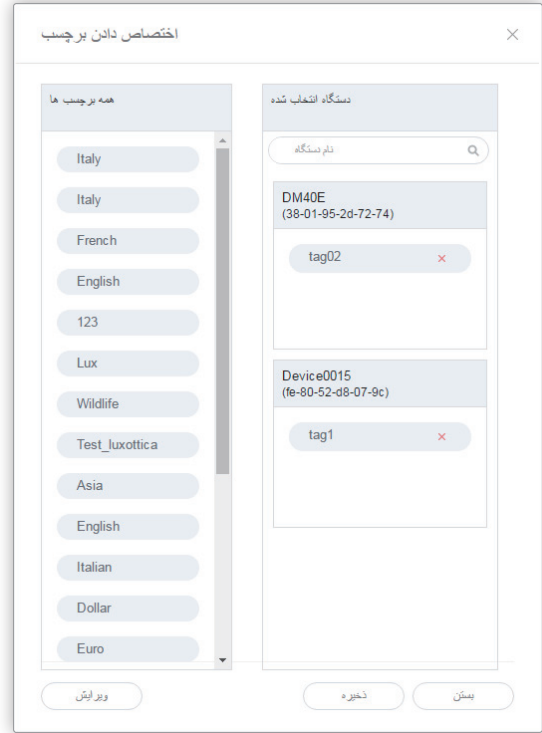 اختصاص دادن برچسب
همه برچسب ها
Italy
Italy
French
English
123
Lux
Wildlife
Test_luxottica
Asia
English
Italian
Dollar
Euro
دستگاه انتخاب شده
نام دستگاه
DM40E
(38-01-95-2d-72-74)
tag02
Device0015
(fe-80-52-d8-07-9c)
tag1
ویرایش
ذخیره
بستن